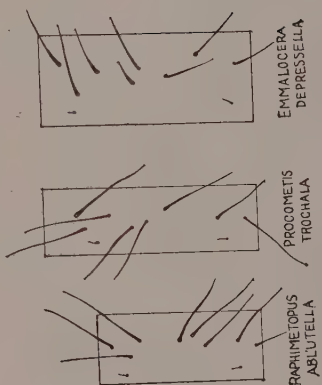 EMMALOCERA
DEPRESSELLA
PROCOMETIS
TROCHALA
RAPHIMETOPUS
ABLUTELLA